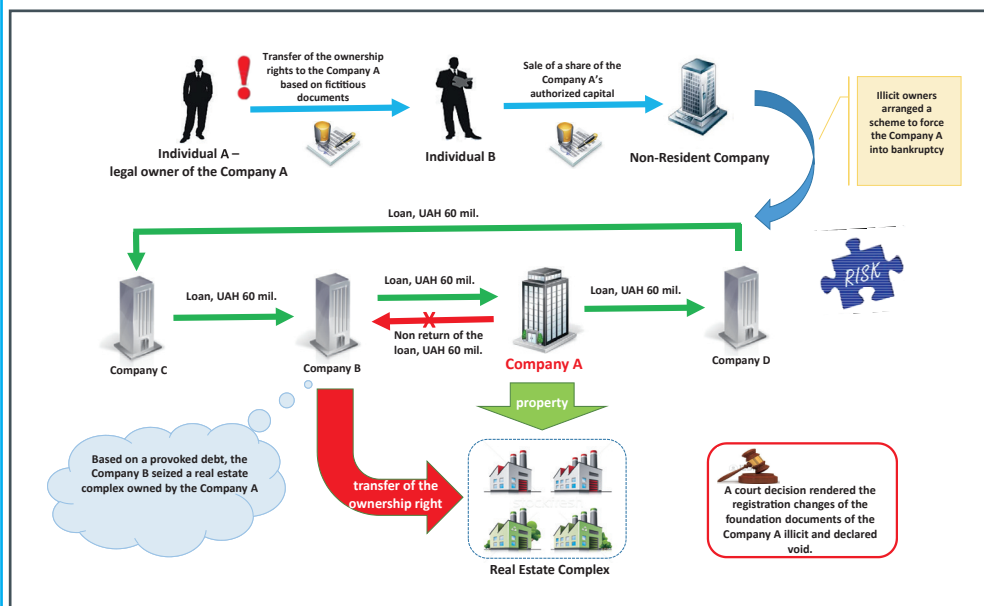 Transfer of the ownership
rights to the Company A
based on fictitious
documents
Sale of a share of the
Company A's
authorized capital
Illicit owners
arranged a
scheme to force
the Company A
into bankruptcy
Individual A –
legal owner of the Company A
Individual B
Non-Resident Company
Loan, UAH 60 mil.
RISK
Loan, UAH 60 mil.
Loan, UAH 60 mil.
Loan, UAH 60 mil.
X
Non return of the
loan, UAH 60 mil.
Company C
Company B
Company A
Company D
property
Based on a provoked debt, the
Company B seized a real estate
complex owned by the Company A
transfer of the
ownership right
A court decision rendered the
registration changes of the
foundation documents of the
Company A illicit and declared
void.
Real Estate Complex